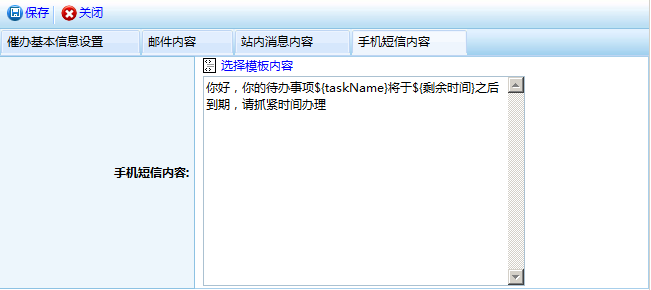 保存 关闭
催办基本信息设置 邮件内容 站内消息内容 手机短信内容
选择模板内容
你好，你的待办事项${taskName}将于${剩余时间}之后
到期，请抓紧时间办理
手机短信内容: